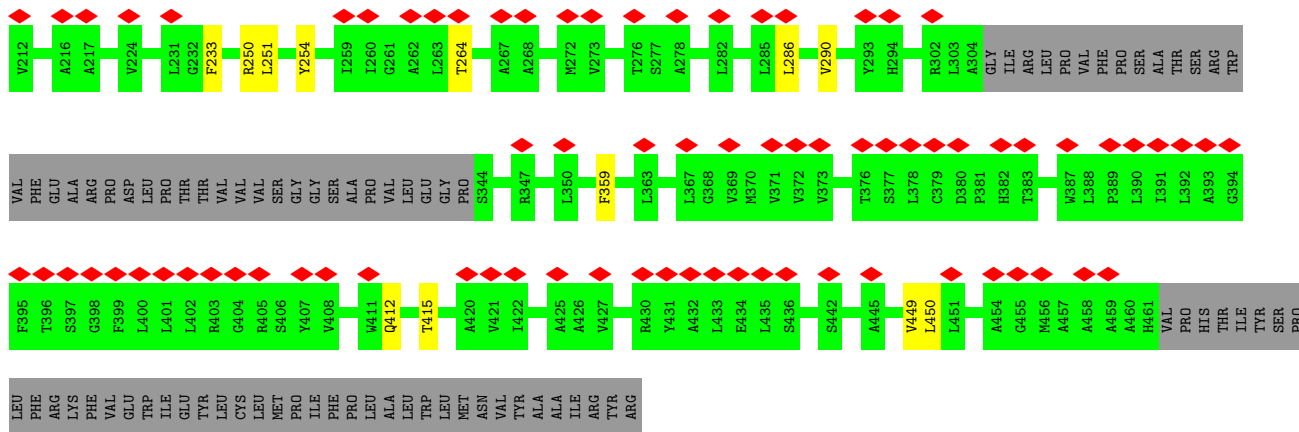 V212 A216 A217 V224 L231 G232 F233 R250 L251 Y254 I259 I260 G261 A262 L263 T264 A267 A268 M272 V273 T276 S277 A278 L282 L285 L286 V290 Y293 H294 R302 L303 A304 GLY ILE ARG LEU PRO VAL PHE PRO SER ALA THR SER ARG TRP
VAL PHE GLU ALA ARG PRO ASP LEU PRO THR THR VAL VAL VAL SER GLY GLY SER ALA PRO VAL LEU GLU GLY PRO S344 R347 L350 F359 L363 L367 G368 V369 M370 V371 V372 V373 T376 S377 L378 C379 D380 P381 H382 T383 W387 L388 P389 L390 I391 L392 A393 G394
F395 T396 S397 G398 F399 L400 L401 L402 R403 G404 R405 S406 Y407 V408 W411 Q412 T415 A420 V421 I422 A425 A426 V427 R430 Y431 A432 L433 E434 L435 S436 S442 A445 V449 L450 L451 A454 G455 M456 A457 A458 A459 A460 H461 VAL PRO HIS THR ILE TYR SER PRO
LEU PHE ARG LYS PHE VAL GLU TRP ILE GLU TYR LEU CYS LEU MET PRO ILE PHE PRO LEU ALA LEU TRP LEU MET ASN VAL TYR ALA ALA ILE ARG TYR ARG